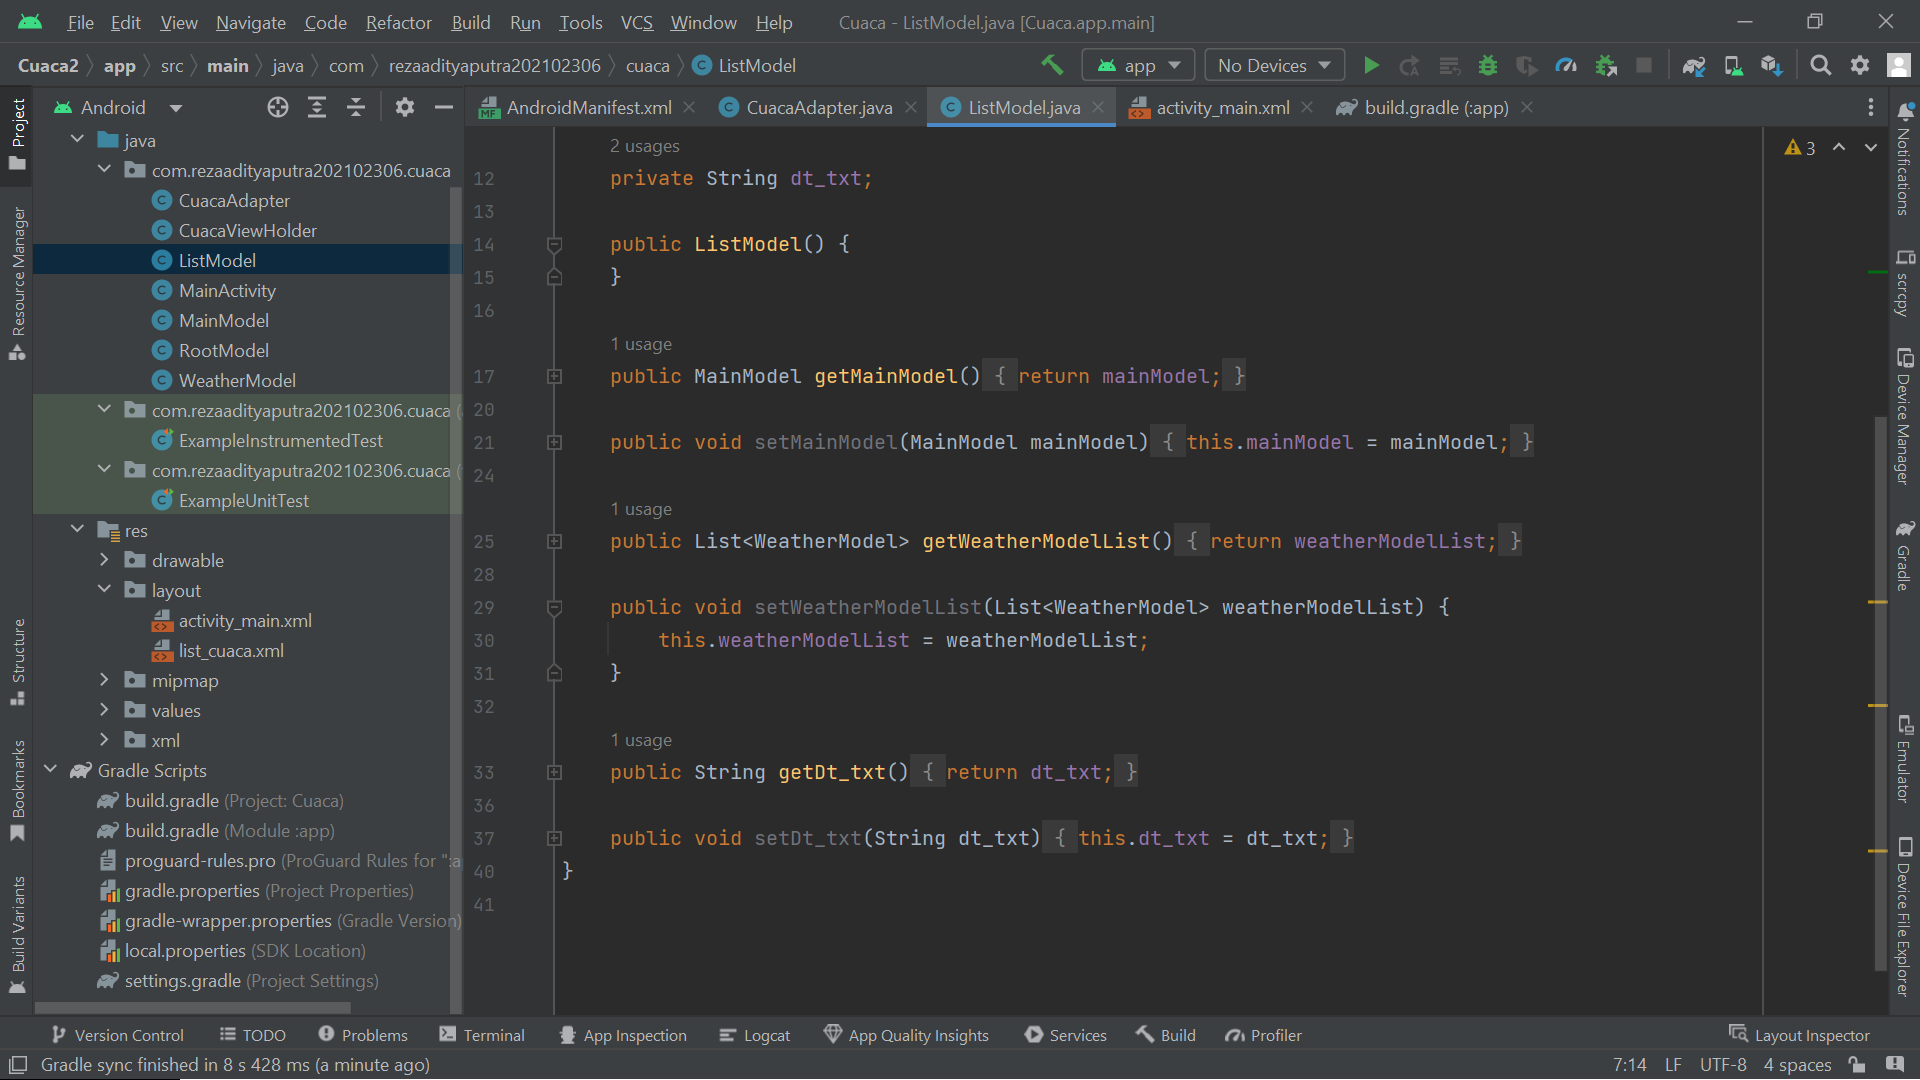 File Edit View Navigate Code Refactor Build Run Tools VCS Window Help Cuaca - ListModel.java [Cuaca.app.main]
Cuaca2 app src main java com rezaadityaputra202102306 cuaca ListModel app No Devices
Android AndroidManifest.xml CuacaAdapter.java ListModel.java activity_main.xml build.gradle (:app)
Project
Resource Manager
Structure
Bookmarks
Build Variants
java
com.rezaadityaputra202102306.cuaca
CuacaAdapter
CuacaViewHolder
ListModel
MainActivity
MainModel
RootModel
WeatherModel
com.rezaadityaputra202102306.cuaca (
ExampleInstrumentedTest
com.rezaadityaputra202102306.cuaca (
ExampleUnitTest
res
drawable
layout
activity_main.xml
list_cuaca.xml
mipmap
values
xml
Gradle Scripts
build.gradle (Project: Cuaca)
build.gradle (Module :app)
proguard-rules.pro (ProGuard Rules for ":a
gradle.properties (Project Properties)
gradle-wrapper.properties (Gradle Version)
local.properties (SDK Location)
settings.gradle (Project Settings)
2 usages
3
12 private String dt_txt;
13
14 public ListModel() {
15 }
16
1 usage
17 public MainModel getMainModel() { return mainModel; }
20
21 public void setMainModel(MainModel mainModel) { this.mainModel = mainModel; }
24
1 usage
25 public List<WeatherModel> getWeatherModelList() { return weatherModelList; }
28
29 public void setWeatherModelList(List<WeatherModel> weatherModelList) {
30 this.weatherModelList = weatherModelList;
31 }
32
1 usage
33 public String getDt_txt() { return dt_txt; }
36
37 public void setDt_txt(String dt_txt) { this.dt_txt = dt_txt; }
40 }
41
Notifications
scrcpy
Device Manager
Gradle
Emulator
Device File Explorer
Version Control TODO Problems Terminal App Inspection Logcat App Quality Insights Services Build Profiler Layout Inspector
Gradle sync finished in 8 s 428 ms (a minute ago) 7:14 LF UTF-8 4 spaces